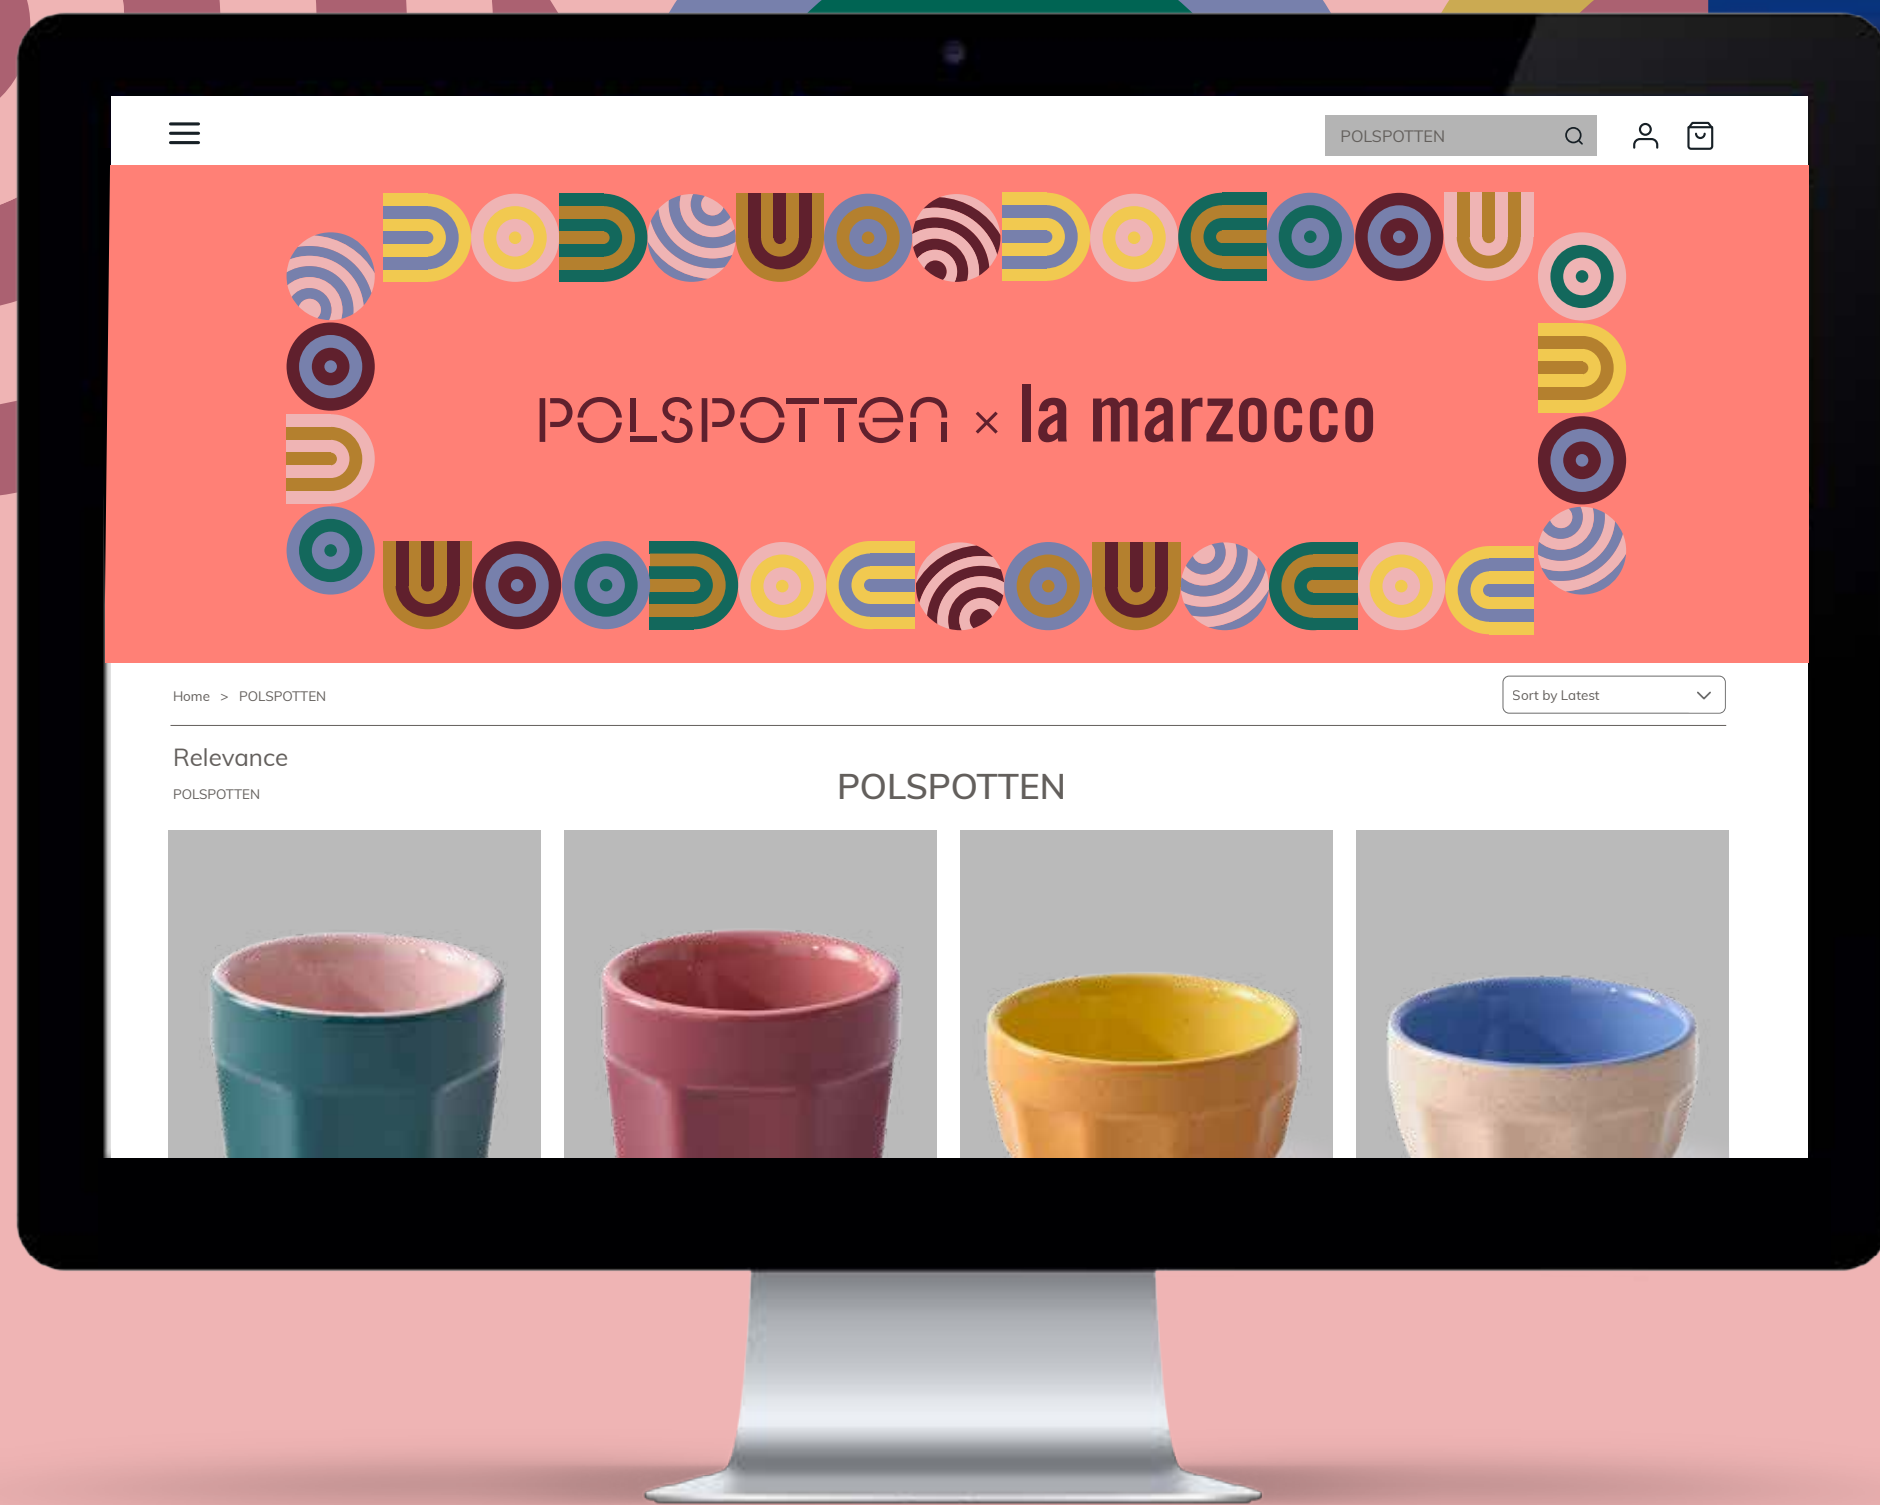 POLSPOTTEN
POLSPOTTEN × la marzocco
Home > POLSPOTTEN
Sort by Latest
Relevance
POLSPOTTEN
POLSPOTTEN